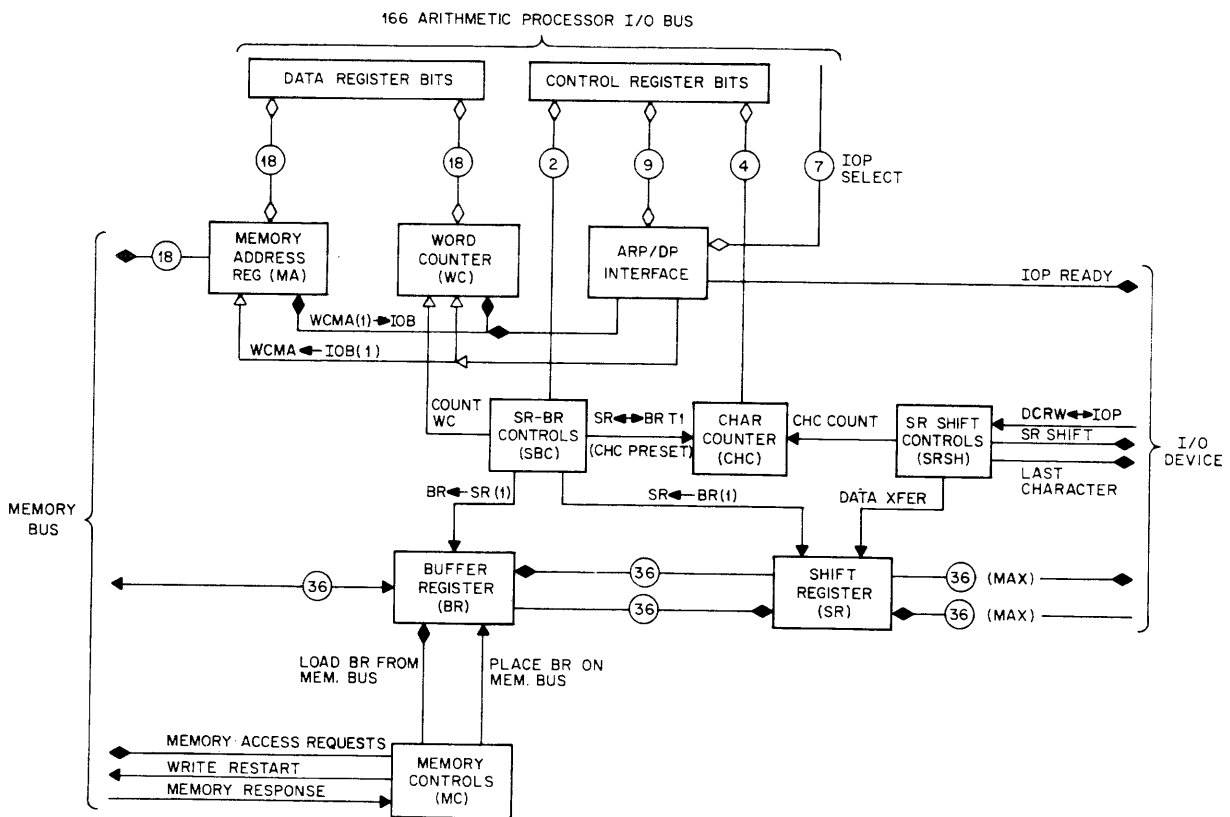 166 ARITHMETIC PROCESSOR I/O BUS
DATA REGISTER BITS
CONTROL REGISTER BITS
18
18
2
9
4
7
IOP
SELECT
MEMORY
ADDRESS
REG (MA)
WORD
COUNTER
(WC)
ARP/DP
INTERFACE
18
IOP READY
WCMA(1)→IOB
WCMA←IOB(1)
COUNT
WC
SR-BR
CONTROLS
(SBC)
SR↔BR T1
(CHC PRESET)
CHAR
COUNTER
(CHC)
CHC COUNT
SR SHIFT
CONTROLS
(SRSH)
DCRW↔IOP
SR SHIFT
LAST
CHARACTER
I/O
DEVICE
BR←SR(1)
SR←BR(1)
DATA XFER
MEMORY
BUS
36
BUFFER
REGISTER
(BR)
36
36
SHIFT
REGISTER
(SR)
36 (MAX)
36 (MAX)
LOAD BR FROM
MEM. BUS
PLACE BR ON
MEM. BUS
MEMORY ACCESS REQUESTS
WRITE RESTART
MEMORY RESPONSE
MEMORY
CONTROLS
(MC)